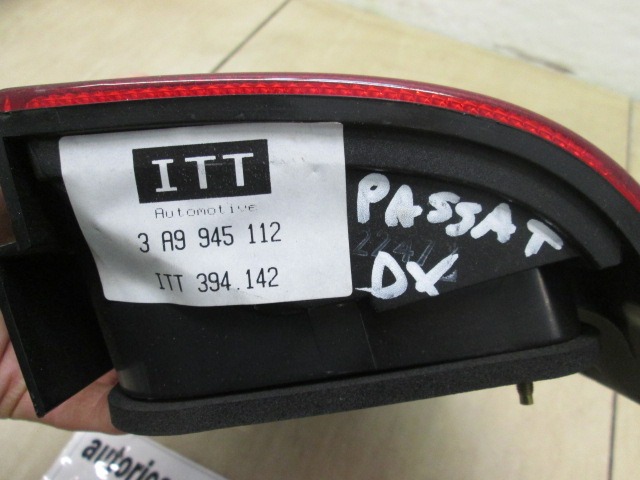 ITT
Automotive
3 A9 945 112
ITT 394.142
PASSAT
DX